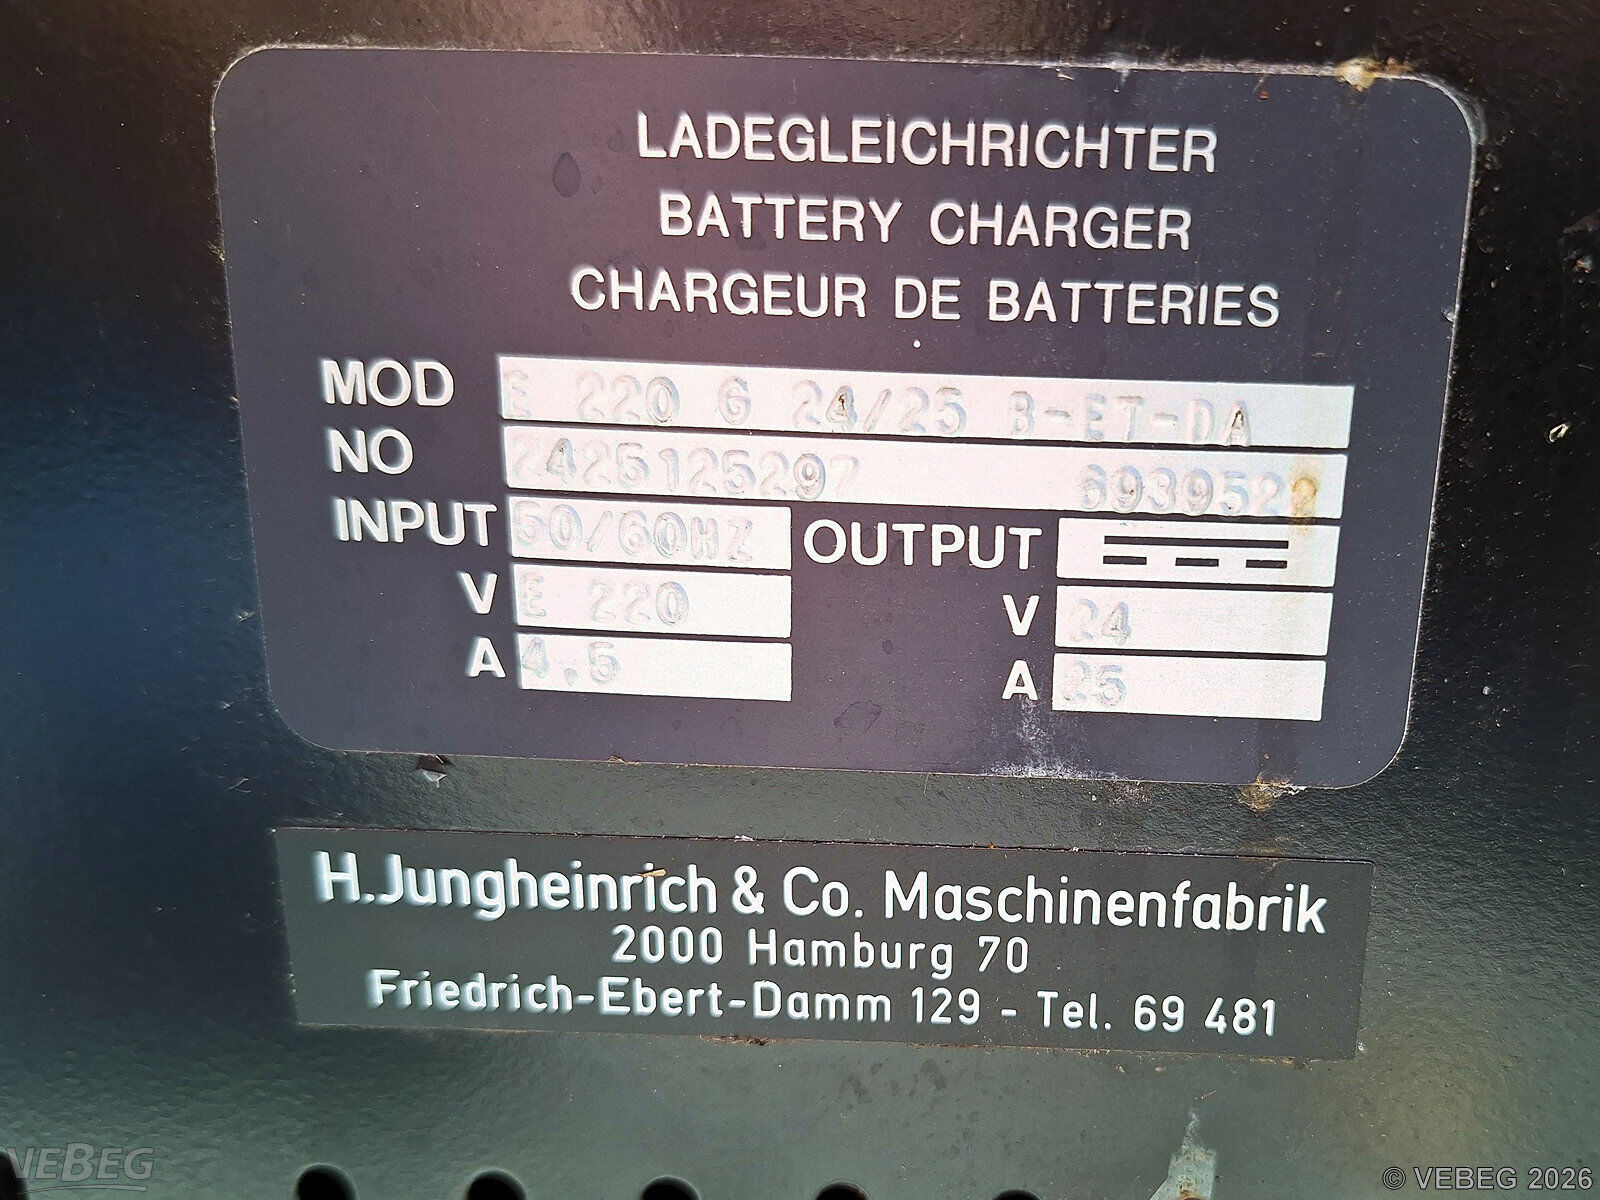 LADEGLEICHRICHTER
BATTERY CHARGER
CHARGEUR DE BATTERIES
MOD E 220 G 24/25 B-ET-DA
NO 2425125297
INPUT 50/60HZ OUTPUT
V E 220 V 24
A 4.5 A 25
H.Jungheinrich & Co. Maschinenfabrik
2000 Hamburg 70
Friedrich-Ebert-Damm 129 - Tel. 69 481
VEBEG
© VEBEG 2026